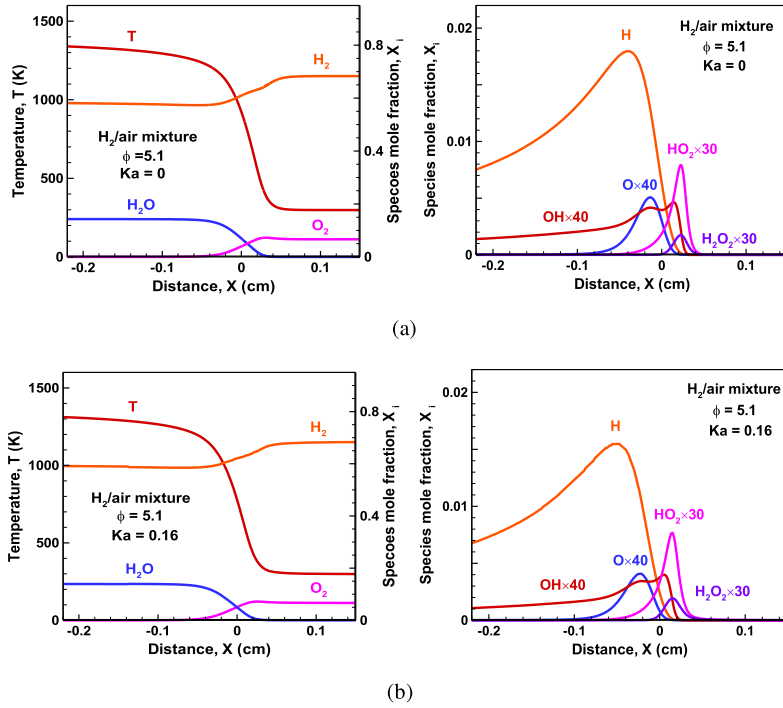 1500
1000
500
0
Temperature, T (K)
T
H2
H2/air mixture
ϕ =5.1
Ka = 0
H2O
O2
0.8
0.4
0
Specoes mole fraction, Xi
-0.2 -0.1 0 0.1
Distance, X (cm)
0.02
0.01
0
Species mole fraction, Xi
H
H2/air mixture
ϕ = 5.1
Ka = 0
HO2×30
O×40
OH×40
H2O2×30
-0.2 -0.1 0 0.1
Distance, X (cm)
(a)
1500
1000
500
0
Temperature, T (K)
T
H2
H2/air mixture
ϕ = 5.1
Ka = 0.16
H2O
O2
0.8
0.4
0
Specoes mole fraction, Xi
-0.2 -0.1 0 0.1
Distance, X (cm)
0.02
0.01
0
Species mole fraction, Xi
H
H2/air mixture
ϕ = 5.1
Ka = 0.16
HO2×30
O×40
OH×40
H2O2×30
-0.2 -0.1 0 0.1
Distance, X (cm)
(b)